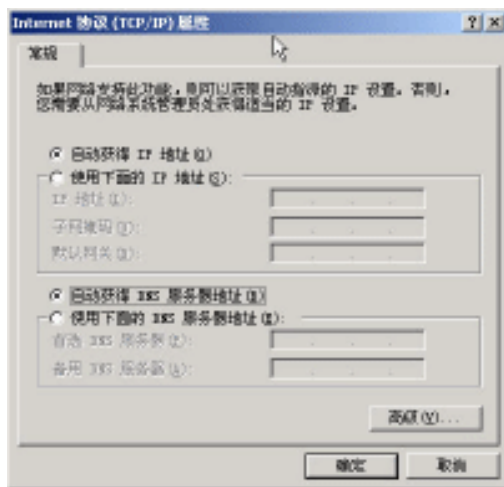 Internet 协议 (TCP/IP) 属性
常规
如果网络支持此功能，则可以获取自动指派的 IP 设置。否则，
您需要从网络系统管理员处获得适当的 IP 设置。
自动获得 IP 地址(O)
使用下面的 IP 地址(S):
IP 地址(I):
子网掩码(U):
默认网关(D):
自动获得 DNS 服务器地址(B)
使用下面的 DNS 服务器地址(E):
首选 DNS 服务器(P):
备用 DNS 服务器(A):
高级(V)...
确定
取消